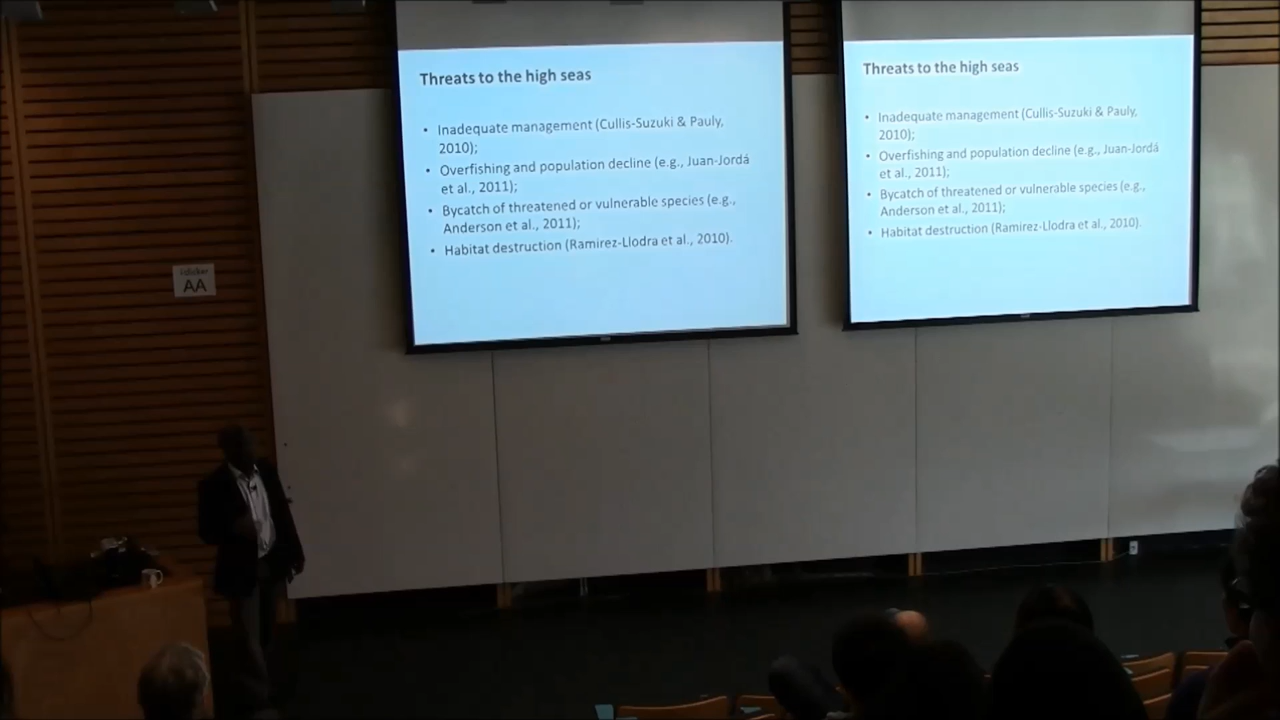 Threats to the high seas
• Inadequate management (Cullis-Suzuki & Pauly,
2010);
• Overfishing and population decline (e.g., Juan-Jordá
et al., 2011);
• Bycatch of threatened or vulnerable species (e.g.,
Anderson et al., 2011);
• Habitat destruction (Ramirez-Llodra et al., 2010).
Threats to the high seas
• Inadequate management (Cullis-Suzuki & Pauly,
2010);
• Overfishing and population decline (e.g., Juan-Jordá
et al., 2011);
• Bycatch of threatened or vulnerable species (e.g.,
Anderson et al., 2011);
• Habitat destruction (Ramirez-Llodra et al., 2010).
i-clicker
AA